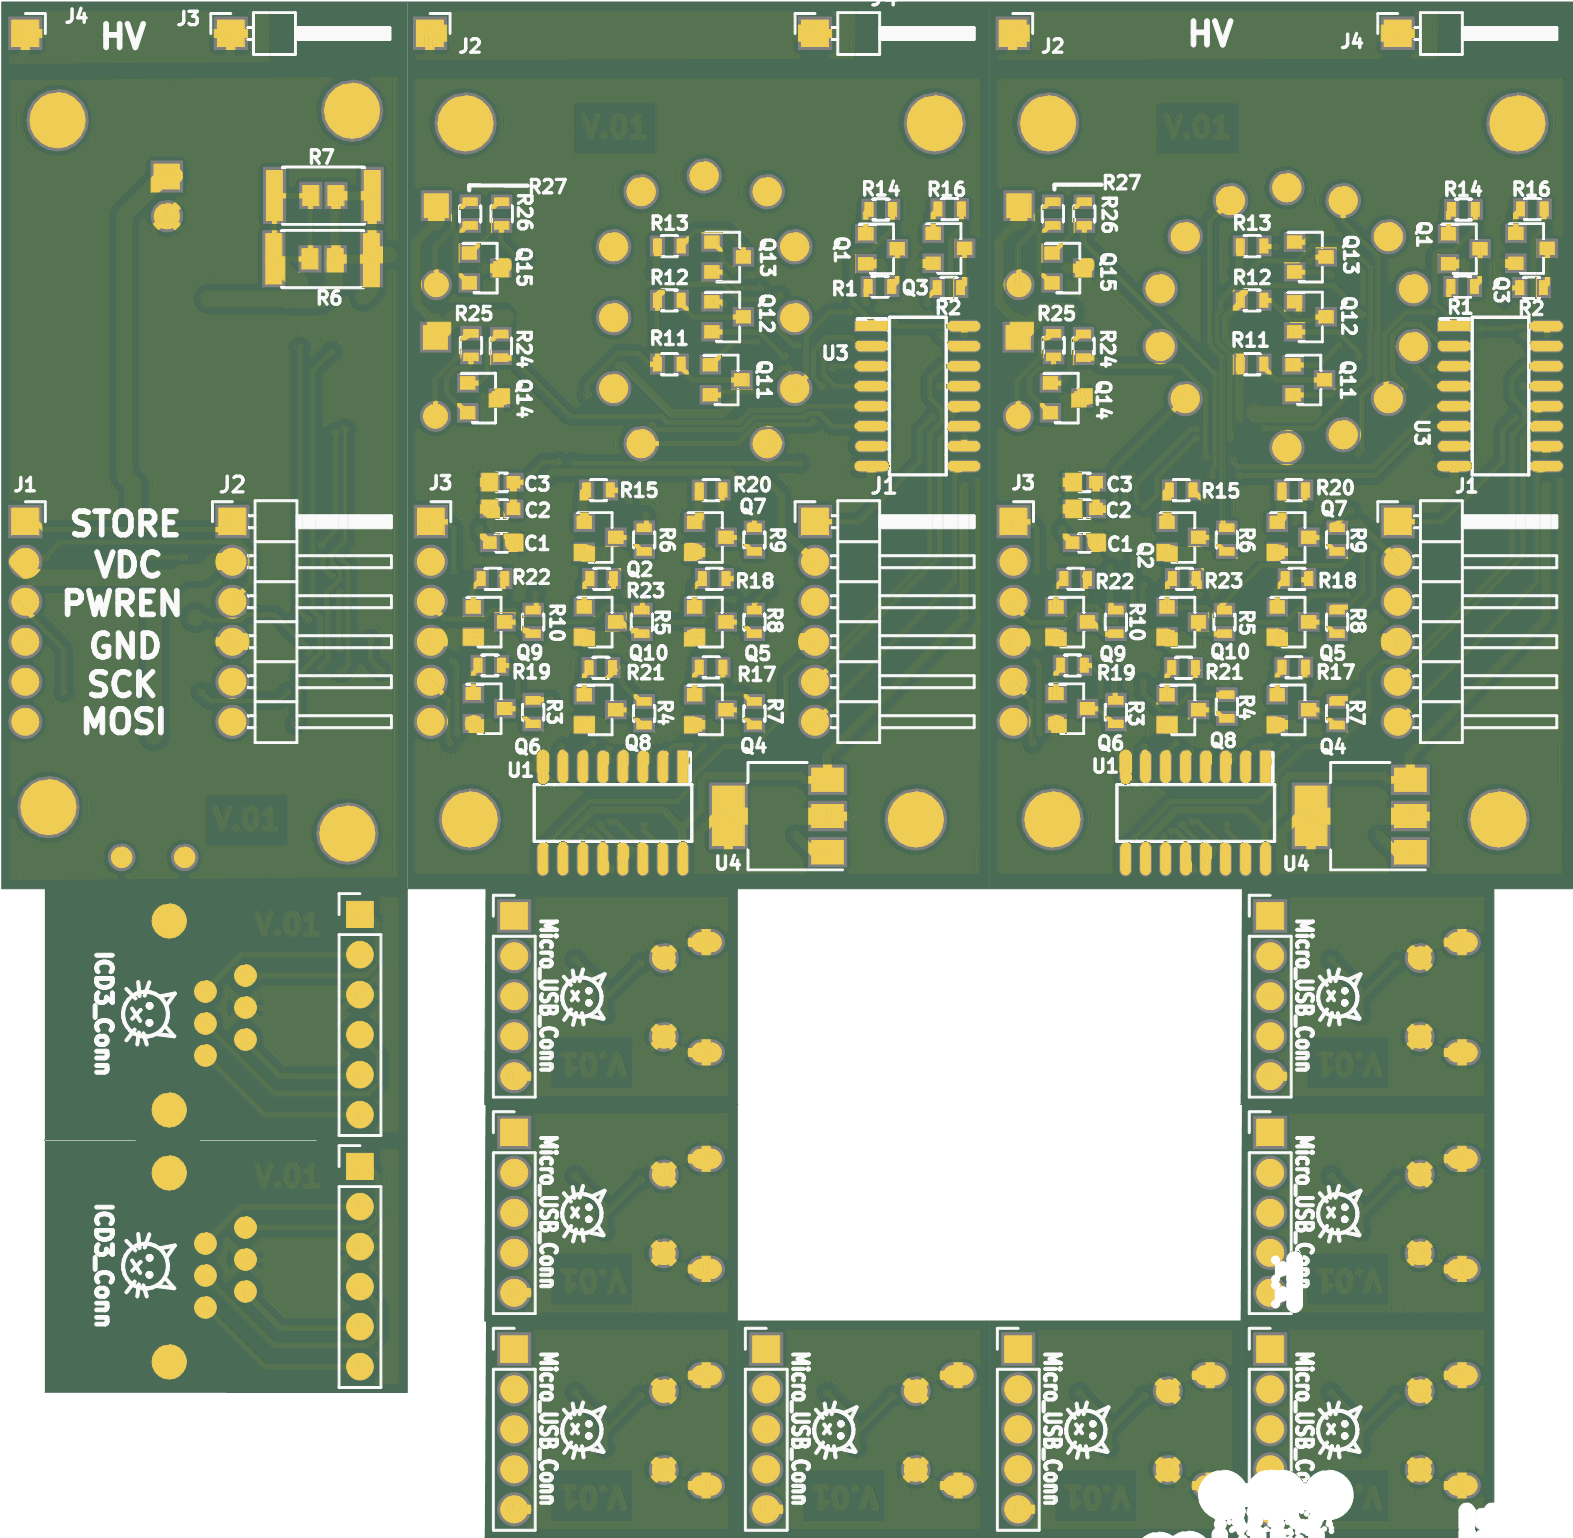 J4 HV J3
R7
R6
J1 J2
STORE
VDC
PWREN
GND
SCK
MOSI
V.01
J2
V.01
R27
R26
Q15
R25
R24
Q14
R13
Q13
R12
Q12
R11
Q11
R14 R16
Q1
R1 Q3
R2
U3
J3
C3
C2
C1
R15 R20
Q7
R6 R9
Q2
R22 R23 R18
R10 R5 R8
Q9 Q10 Q5
R19 R21 R17
R3 R4 R7
Q6 Q8 Q4
J1
U1
U4
J2 HV J4
V.01
R27
R26
Q15
R25
R24
Q14
R13
Q13
R12
Q12
R11
Q11
R14 R16
Q1
Q3
R1 R2
U3
J3
C3
C2
C1
R15 R20
Q7
Q2 R6 R9
R22 R23 R18
R10 R5 R8
Q9 Q10 Q5
R19 R21 R17
R3 R4 R7
Q6 Q8 Q4
J1
U1
U4
V.01
ICD3_Conn
V.01
ICD3_Conn
Micro_USB_Conn
V.01
Micro_USB_Conn
V.01
Micro_USB_Conn
V.01
Micro_USB_Conn
V.01
Micro_USB_Conn
V.01
Micro_USB_Conn
V.01
Micro_USB_Conn
V.01
Micro_USB_Conn
V.01